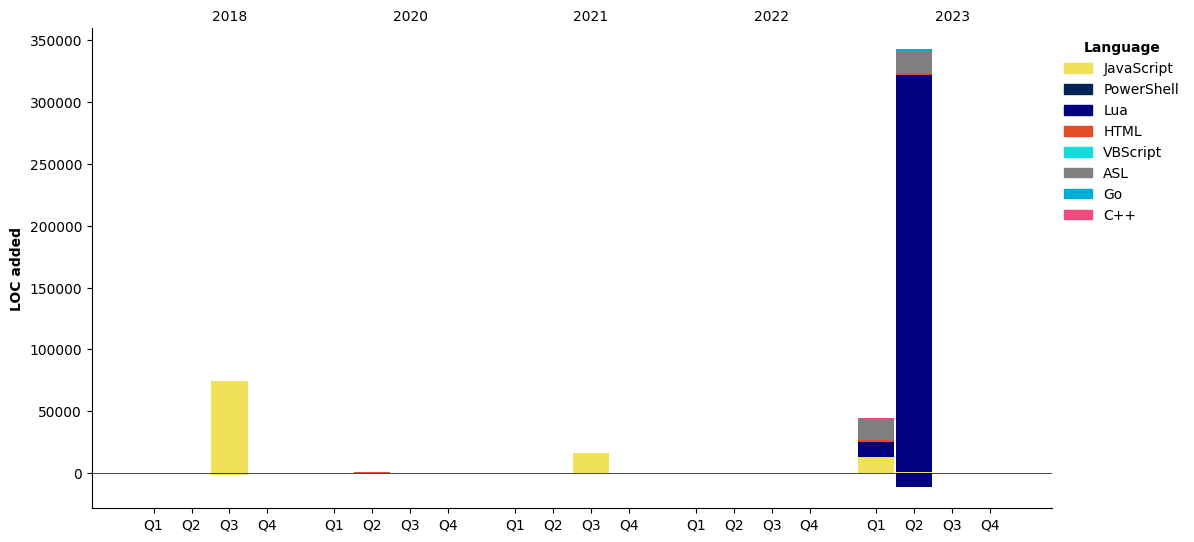 2018 2020 2021 2022 2023
350000
300000
250000
200000
150000
100000
50000
0
LOC added
Q1 Q2 Q3 Q4 Q1 Q2 Q3 Q4 Q1 Q2 Q3 Q4 Q1 Q2 Q3 Q4 Q1 Q2 Q3 Q4
Language
JavaScript
PowerShell
Lua
HTML
VBScript
ASL
Go
C++